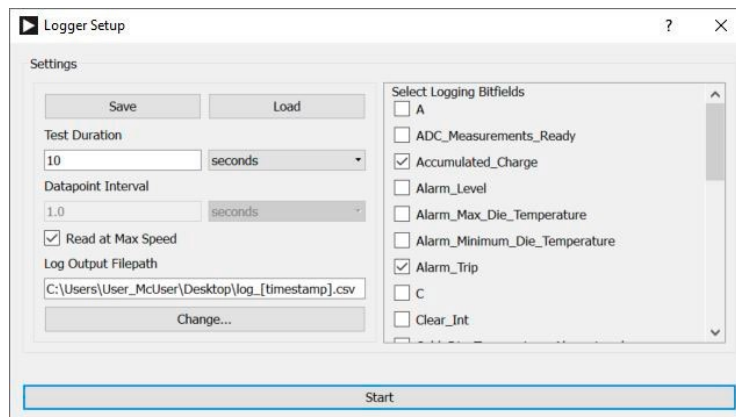 Logger Setup
?
Settings
Save
Load
Test Duration
10
seconds
Datapoint Interval
1.0
seconds
Read at Max Speed
Log Output Filepath
C:\Users\User_McUser\Desktop\log_[timestamp].csv
Change...
Select Logging Bitfields
A
ADC_Measurements_Ready
Accumulated_Charge
Alarm_Level
Alarm_Max_Die_Temperature
Alarm_Minimum_Die_Temperature
Alarm_Trip
C
Clear_Int
Start